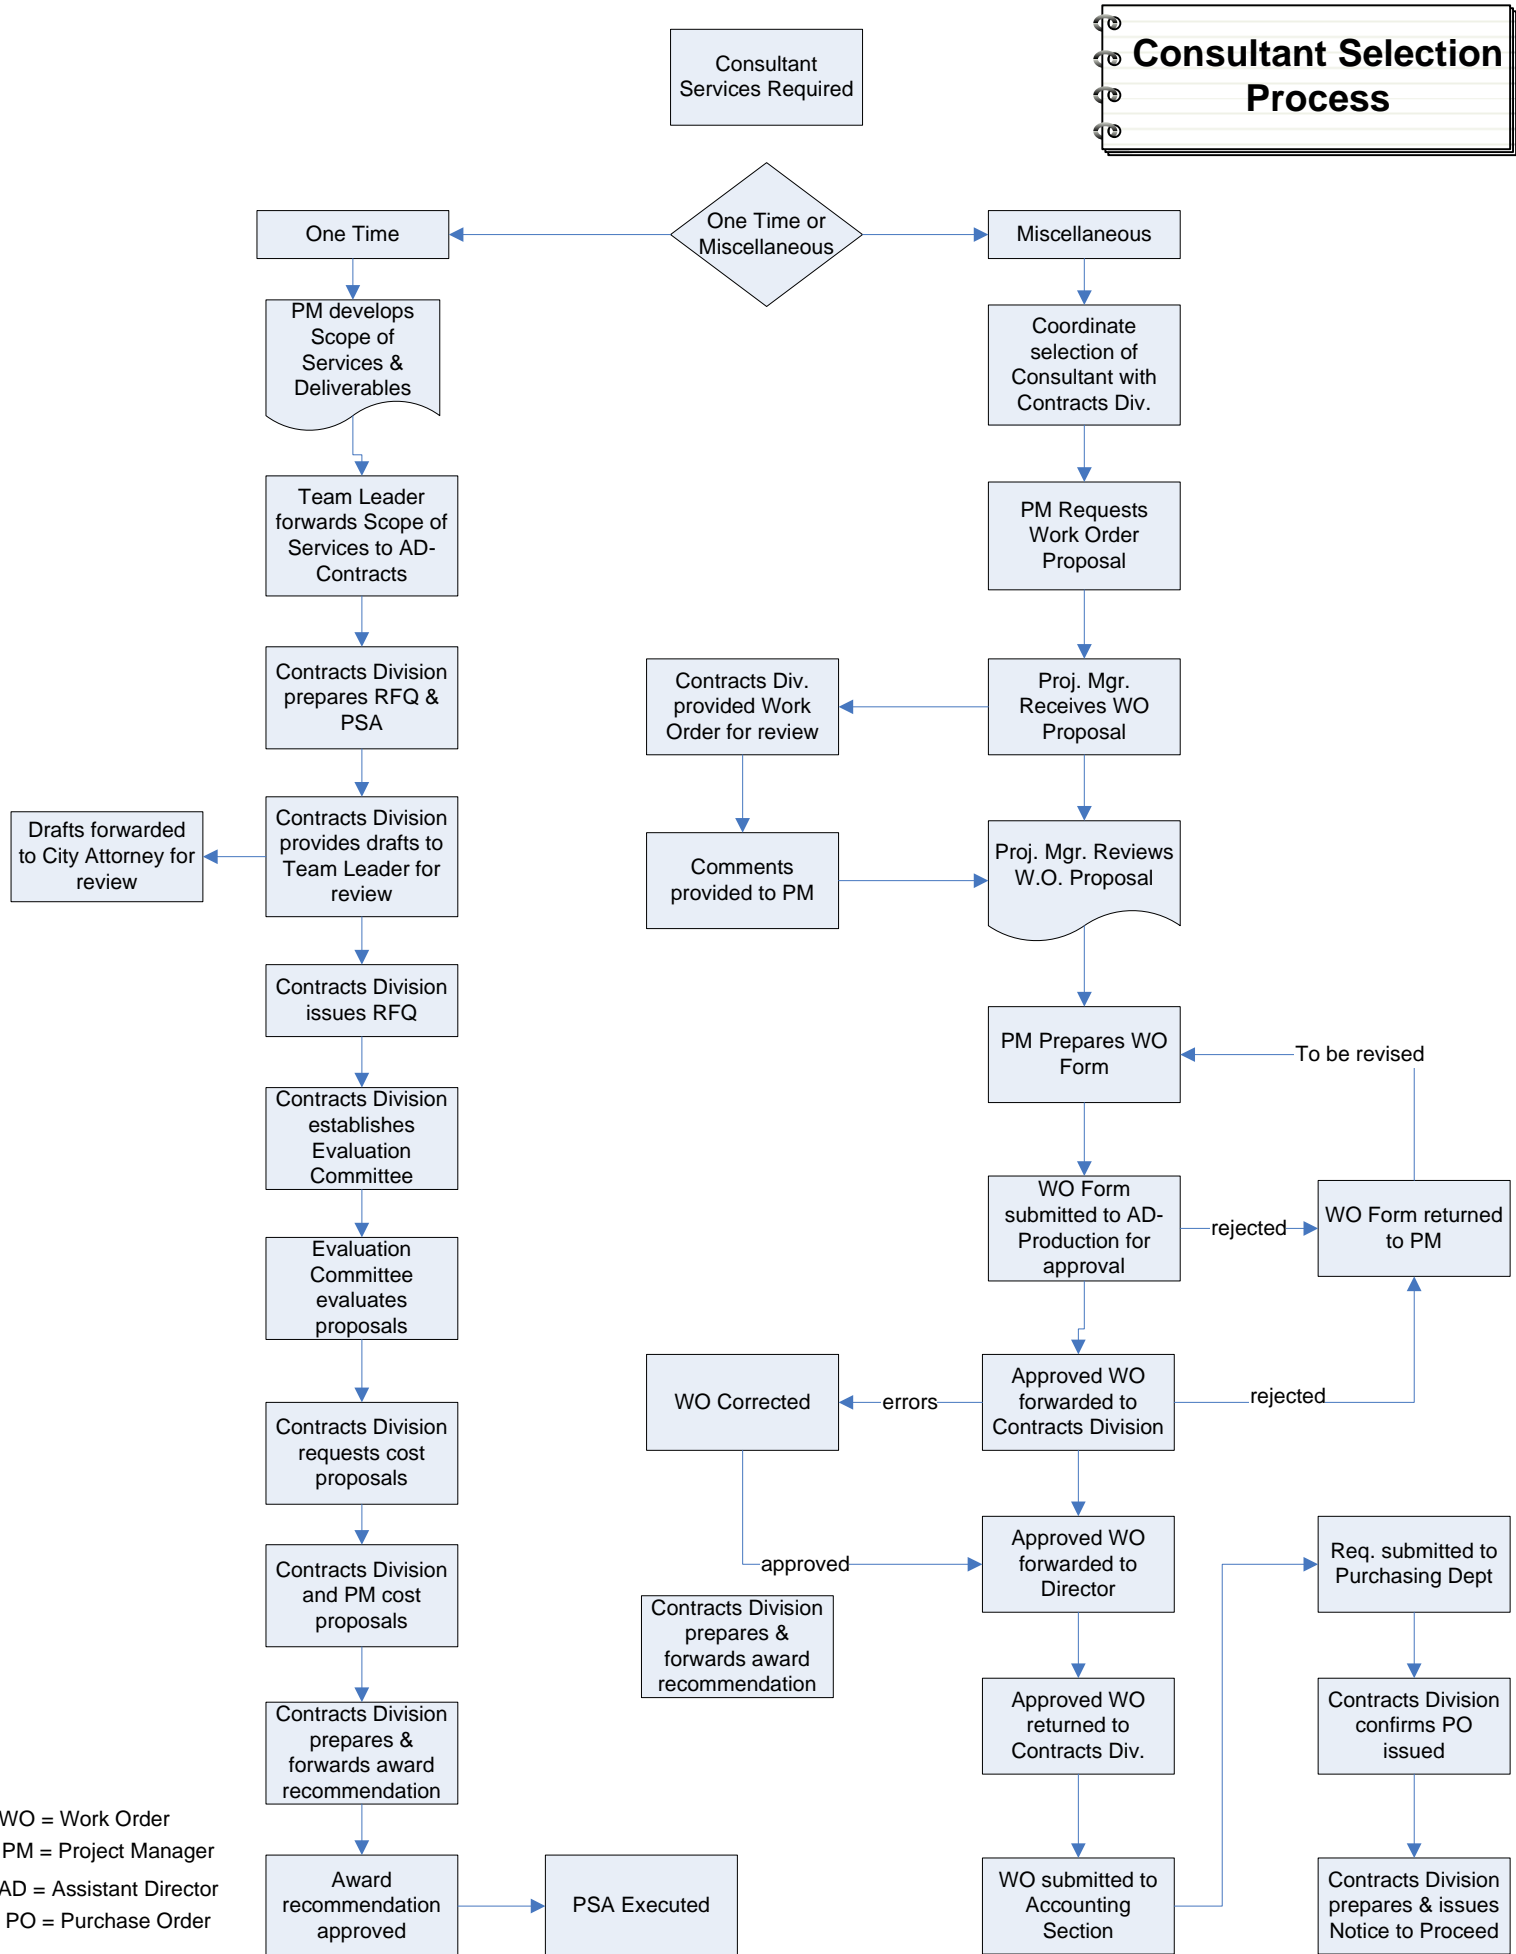 Consultant Selection
Process
Consultant
Services Required
One Time or
Miscellaneous
One Time
PM develops
Scope of
Services &
Deliverables
Team Leader
forwards Scope of
Services to AD-
Contracts
Contracts Division
prepares RFQ &
PSA
Contracts Division
provides drafts to
Team Leader for
review
Drafts forwarded
to City Attorney for
review
Contracts Division
issues RFQ
Contracts Division
establishes
Evaluation
Committee
Evaluation
Committee
evaluates
proposals
Contracts Division
requests cost
proposals
Contracts Division
and PM cost
proposals
Contracts Division
prepares &
forwards award
recommendation
Award
recommendation
approved
PSA Executed
Miscellaneous
Coordinate
selection of
Consultant with
Contracts Div.
PM Requests
Work Order
Proposal
Proj. Mgr.
Receives WO
Proposal
Contracts Div.
provided Work
Order for review
Comments
provided to PM
Proj. Mgr. Reviews
W.O. Proposal
PM Prepares WO
Form
To be revised
WO Form
submitted to AD-
Production for
approval
rejected
WO Form returned
to PM
Approved WO
forwarded to
Contracts Division
rejected
errors
WO Corrected
approved
Approved WO
forwarded to
Director
Contracts Division
prepares &
forwards award
recommendation
Approved WO
returned to
Contracts Div.
WO submitted to
Accounting
Section
Req. submitted to
Purchasing Dept
Contracts Division
confirms PO
issued
Contracts Division
prepares & issues
Notice to Proceed
WO = Work Order
PM = Project Manager
AD = Assistant Director
PO = Purchase Order